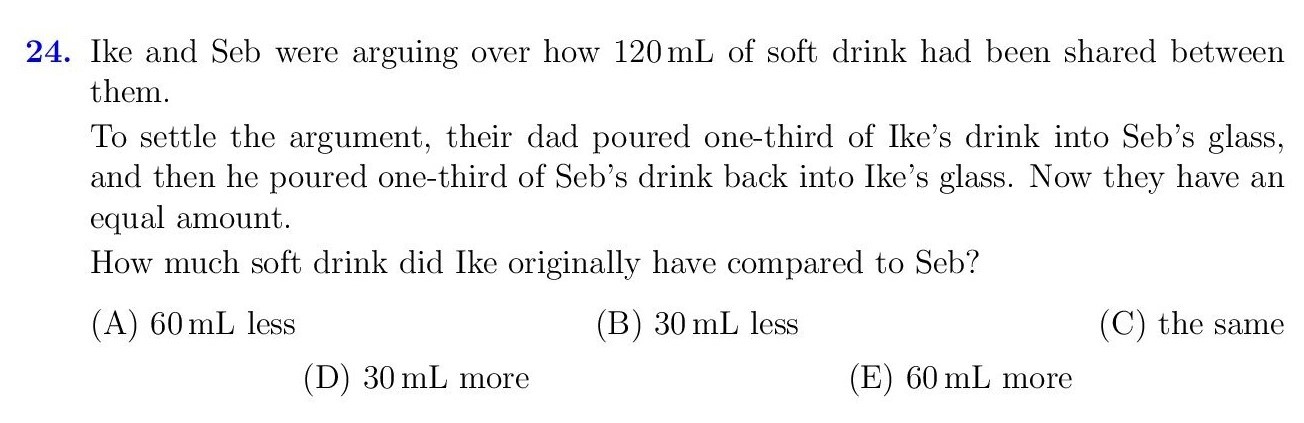 24. Ike and Seb were arguing over how 120 mL of soft drink had been shared between
them.
To settle the argument, their dad poured one-third of Ike's drink into Seb's glass,
and then he poured one-third of Seb's drink back into Ike's glass. Now they have an
equal amount.
How much soft drink did Ike originally have compared to Seb?
(A) 60 mL less (B) 30 mL less (C) the same
(D) 30 mL more (E) 60 mL more